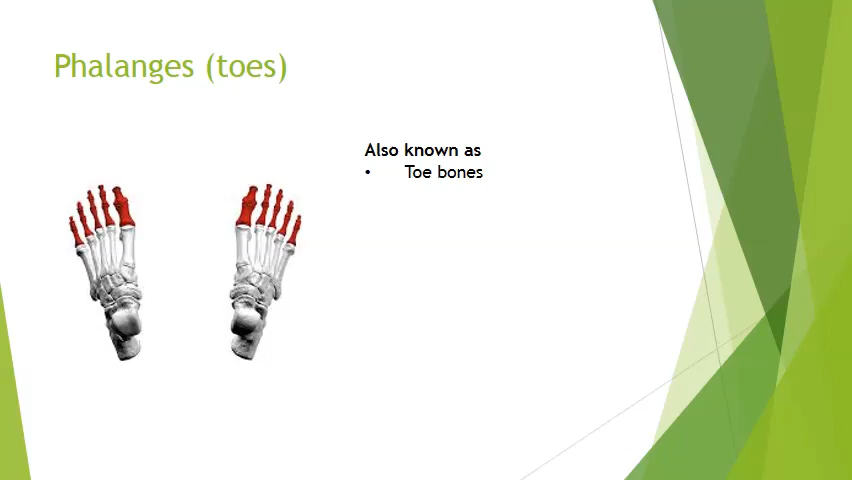 Phalanges (toes)
Also known as
• Toe bones